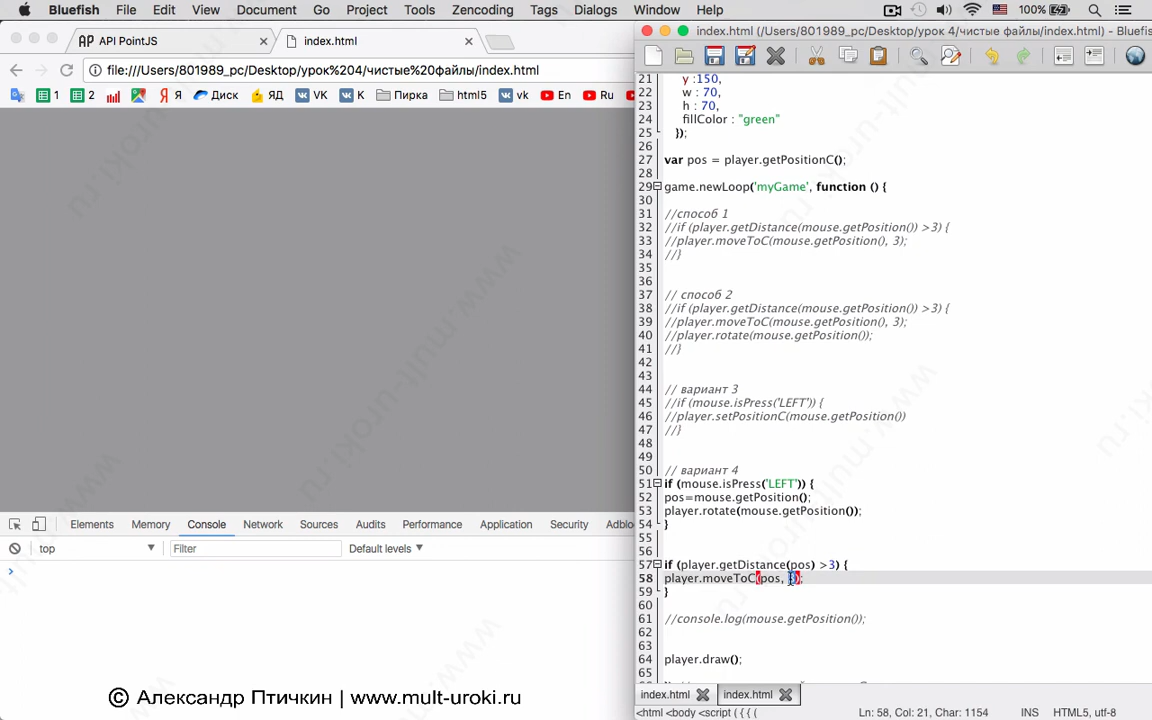 Bluefish File Edit View Document Go Project Tools Zencoding Tags Dialogs Window Help 100%
API PointJS index.html
index.html (/Users/801989_pc/Desktop/урок 4/чистые файлы/index.html) - Bluefis
file:///Users/801989_pc/Desktop/урок%204/чистые%20файлы/index.html
1 2 Я Диск ЯД VK K Пирка html5 vk En Ru
21 y :150,
22 w : 70,
23 h : 70,
24 fillColor : "green"
25 });
26
27 var pos = player.getPositionC();
28
29 game.newLoop('myGame', function () {
30
31 //способ 1
32 //if (player.getDistance(mouse.getPosition()) >3) {
33 //player.moveToC(mouse.getPosition(), 3);
34 //}
35
36
37 // способ 2
38 //if (player.getDistance(mouse.getPosition()) >3) {
39 //player.moveToC(mouse.getPosition(), 3);
40 //player.rotate(mouse.getPosition());
41 //}
42
43
44 // вариант 3
45 //if (mouse.isPress('LEFT')) {
46 //player.setPositionC(mouse.getPosition())
47 //}
48
49
50 // вариант 4
51 if (mouse.isPress('LEFT')) {
52 pos=mouse.getPosition();
53 player.rotate(mouse.getPosition());
54 }
55
56
57 if (player.getDistance(pos) >3) {
58 player.moveToC(pos, );
59 }
60
61 //console.log(mouse.getPosition());
62
63
64 player.draw();
65
Elements Memory Console Network Sources Audits Performance Application Security Adblo
top Filter Default levels
index.html index.html
<html <body <script ( { { ( Ln: 58, Col: 21, Char: 1154 INS HTML5, utf-8
© Александр Птичкин | www.mult-uroki.ru
www.mult-uroki.ru